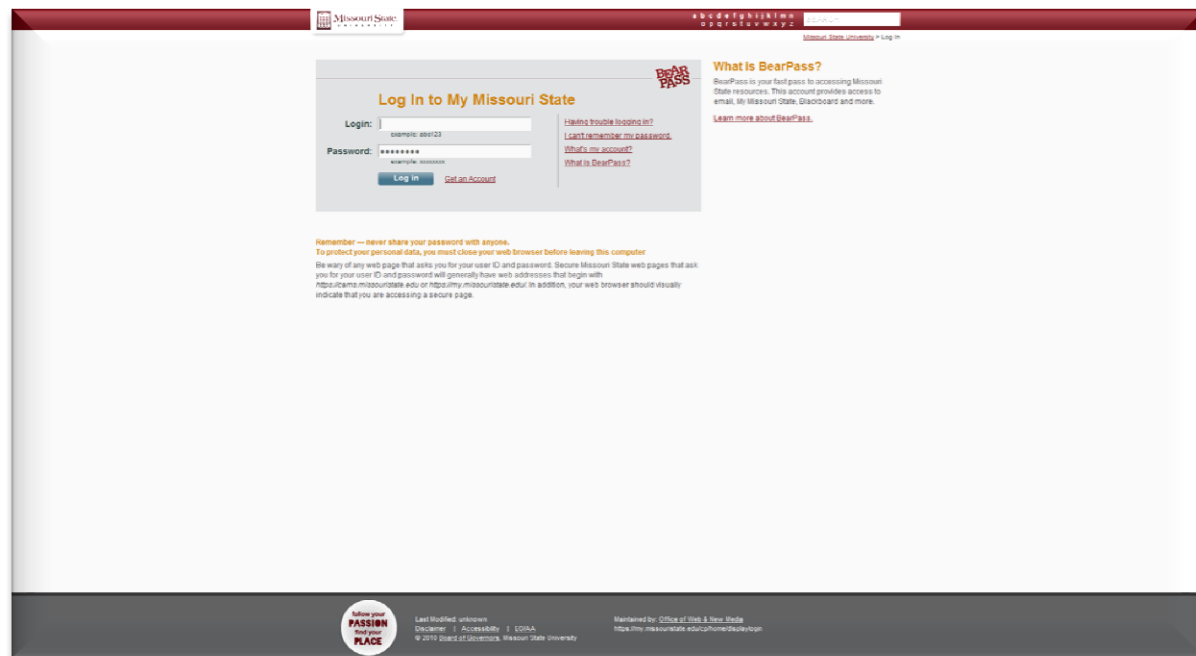 Missouri State
UNIVERSITY
a b c d e f g h i j k l m n
o p q r s t u v w x y z
SEARCH
Missouri State University > Log In
BEAR
PASS
Log In to My Missouri State
Login:
example: abc123
Password:
example: xxxxxxxx
Log in
Get an Account
Having trouble logging in?
I can't remember my password.
What's my account?
What is BearPass?
What is BearPass?
BearPass is your fast pass to accessing Missouri
State resources. This account provides access to
email, My Missouri State, Blackboard and more.
Learn more about BearPass.
Remember — never share your password with anyone.
To protect your personal data, you must close your web browser before leaving this computer
Be wary of any web page that asks you for your user ID and password. Secure Missouri State web pages that ask
you for your user ID and password will generally have web addresses that begin with
https://cams.missouristate.edu or https://my.missouristate.edu/. In addition, your web browser should visually
indicate that you are accessing a secure page.
follow your
PASSION
find your
PLACE
Last Modified: unknown
Disclaimer | Accessibility | EO/AA
© 2010 Board of Governors, Missouri State University
Maintained by: Office of Web & New Media
https://my.missouristate.edu/cp/home/displaylogin